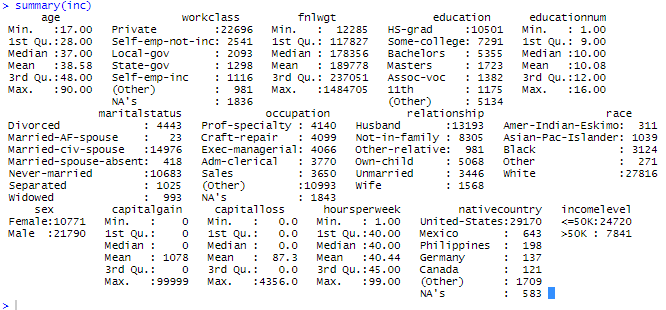 > summary(inc)
      age             workclass         fnlwgt             education      educationnum
Min.   :17.00   Private         :22696   Min.   :  12285   HS-grad     :10501   Min.   : 1.00
1st Qu.:28.00   Self-emp-not-inc: 2541   1st Qu.: 117827   Some-college: 7291   1st Qu.: 9.00
Median :37.00   Local-gov       : 2093   Median : 178356   Bachelors   : 5355   Median :10.00
Mean   :38.58   State-gov       : 1298   Mean   : 189778   Masters     : 1723   Mean   :10.08
3rd Qu.:48.00   Self-emp-inc    : 1116   3rd Qu.: 237051   Assoc-voc   : 1382   3rd Qu.:12.00
Max.   :90.00   (Other)         :  981   Max.   :1484705   11th        : 1175   Max.   :16.00
NA's            : 1836   (Other)     : 5134
maritalstatus             occupation           relationship                  race
Divorced             : 4443   Prof-specialty : 4140   Husband       :13193   Amer-Indian-Eskimo:  311
Married-AF-spouse    :   23   Craft-repair   : 4099   Not-in-family : 8305   Asian-Pac-Islander: 1039
Married-civ-spouse   :14976   Exec-managerial: 4066   Other-relative:  981   Black             : 3124
Married-spouse-absent:  418   Adm-clerical   : 3770   Own-child     : 5068   Other             :  271
Never-married        :10683   Sales          : 3650   Unmarried     : 3446   White             :27816
Separated            : 1025   (Other)        :10993   Wife          : 1568
Widowed              :  993   NA's           : 1843
sex         capitalgain     capitalloss      hoursperweek         nativecountry   incomelevel
Female:10771   Min.   :    0   Min.   :   0.0   Min.   : 1.00   United-States:29170   <=50K:24720
Male  :21790   1st Qu.:    0   1st Qu.:   0.0   1st Qu.:40.00   Mexico       :  643   >50K : 7841
Median :    0   Median :   0.0   Median :40.00   Philippines  :  198
Mean   : 1078   Mean   :  87.3   Mean   :40.44   Germany      :  137
3rd Qu.:    0   3rd Qu.:   0.0   3rd Qu.:45.00   Canada       :  121
Max.   :99999   Max.   :4356.0   Max.   :99.00   (Other)      : 1709
NA's         :  583
>